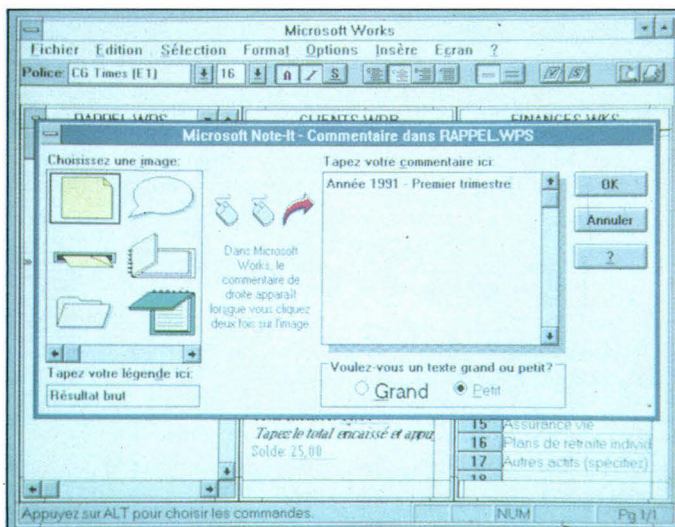 Microsoft Works
Fichier Edition Sélection Format Options Insère Ecran ?
Police: CG Times (E1) 16 A I S
RAPPEL.WPS CLIENTS.WDB FINANCES.WKS
Microsoft Note-It - Commentaire dans RAPPEL.WPS
Choisissez une image:
Tapez votre commentaire ici:
Année 1991 - Premier trimestre
OK
Annuler
?
Dans Microsoft
Works, le
commentaire de
droite apparaît
lorsque vous cliquez
deux fois sur l'image.
Tapez votre légende ici:
Résultat brut
Voulez-vous un texte grand ou petit?
Grand Petit
Tapez le total encaissé et appu
Solde: 25,00
15 Assurance vie
16 Plans de retraite individ
17 Autres actifs (spécifiez)
18
Appuyez sur ALT pour choisir les commandes. NUM Pg 1/1